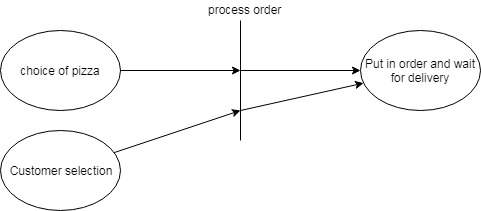 process order
choice of pizza
Put in order and wait
for delivery
Customer selection